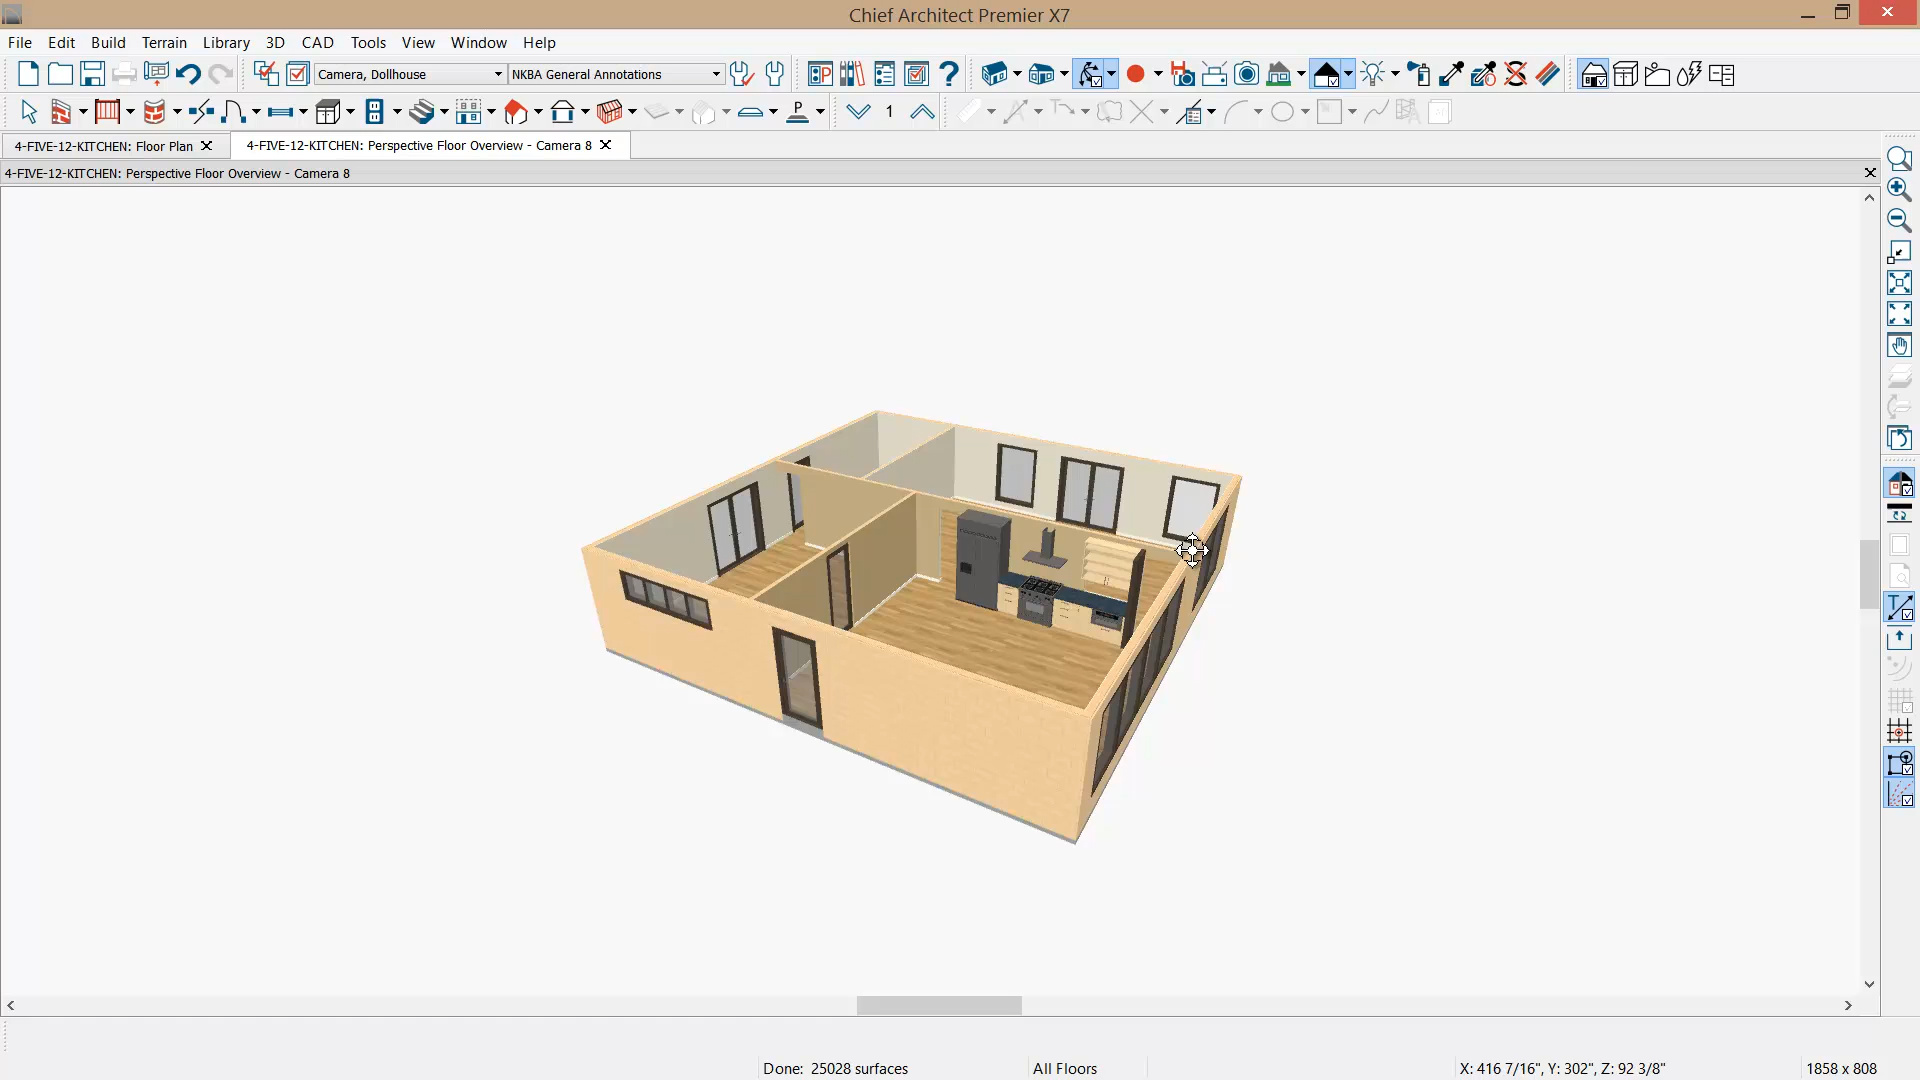 Chief Architect Premier X7
File Edit Build Terrain Library 3D CAD Tools View Window Help
Camera, Dollhouse NKBA General Annotations
1
4-FIVE-12-KITCHEN: Floor Plan 4-FIVE-12-KITCHEN: Perspective Floor Overview - Camera 8
4-FIVE-12-KITCHEN: Perspective Floor Overview - Camera 8
Done: 25028 surfaces All Floors X: 416 7/16", Y: 302", Z: 92 3/8" 1858 x 808